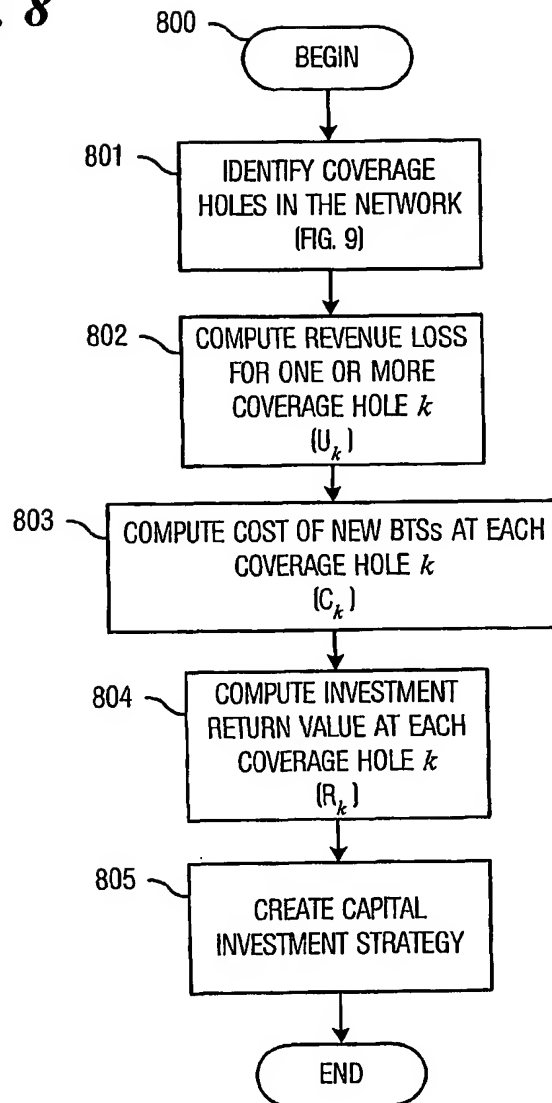 . 8
800
BEGIN
801
IDENTIFY COVERAGE
HOLES IN THE NETWORK
(FIG. 9)
802
COMPUTE REVENUE LOSS
FOR ONE OR MORE
COVERAGE HOLE k
(U_k)
803
COMPUTE COST OF NEW BTSs AT EACH
COVERAGE HOLE k
(C_k)
804
COMPUTE INVESTMENT
RETURN VALUE AT EACH
COVERAGE HOLE k
(R_k)
805
CREATE CAPITAL
INVESTMENT STRATEGY
END